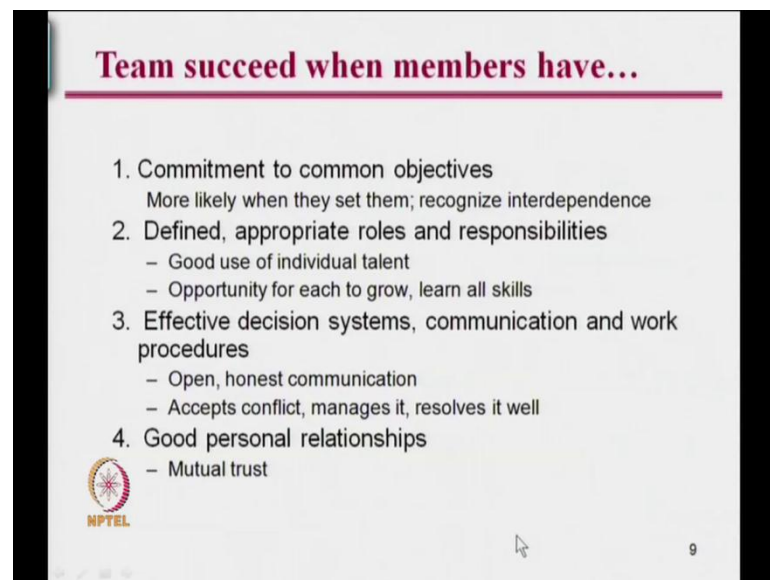 Team succeed when members have...
1. Commitment to common objectives
More likely when they set them; recognize interdependence
2. Defined, appropriate roles and responsibilities
– Good use of individual talent
– Opportunity for each to grow, learn all skills
3. Effective decision systems, communication and work
procedures
– Open, honest communication
– Accepts conflict, manages it, resolves it well
4. Good personal relationships
– Mutual trust
NPTEL
9